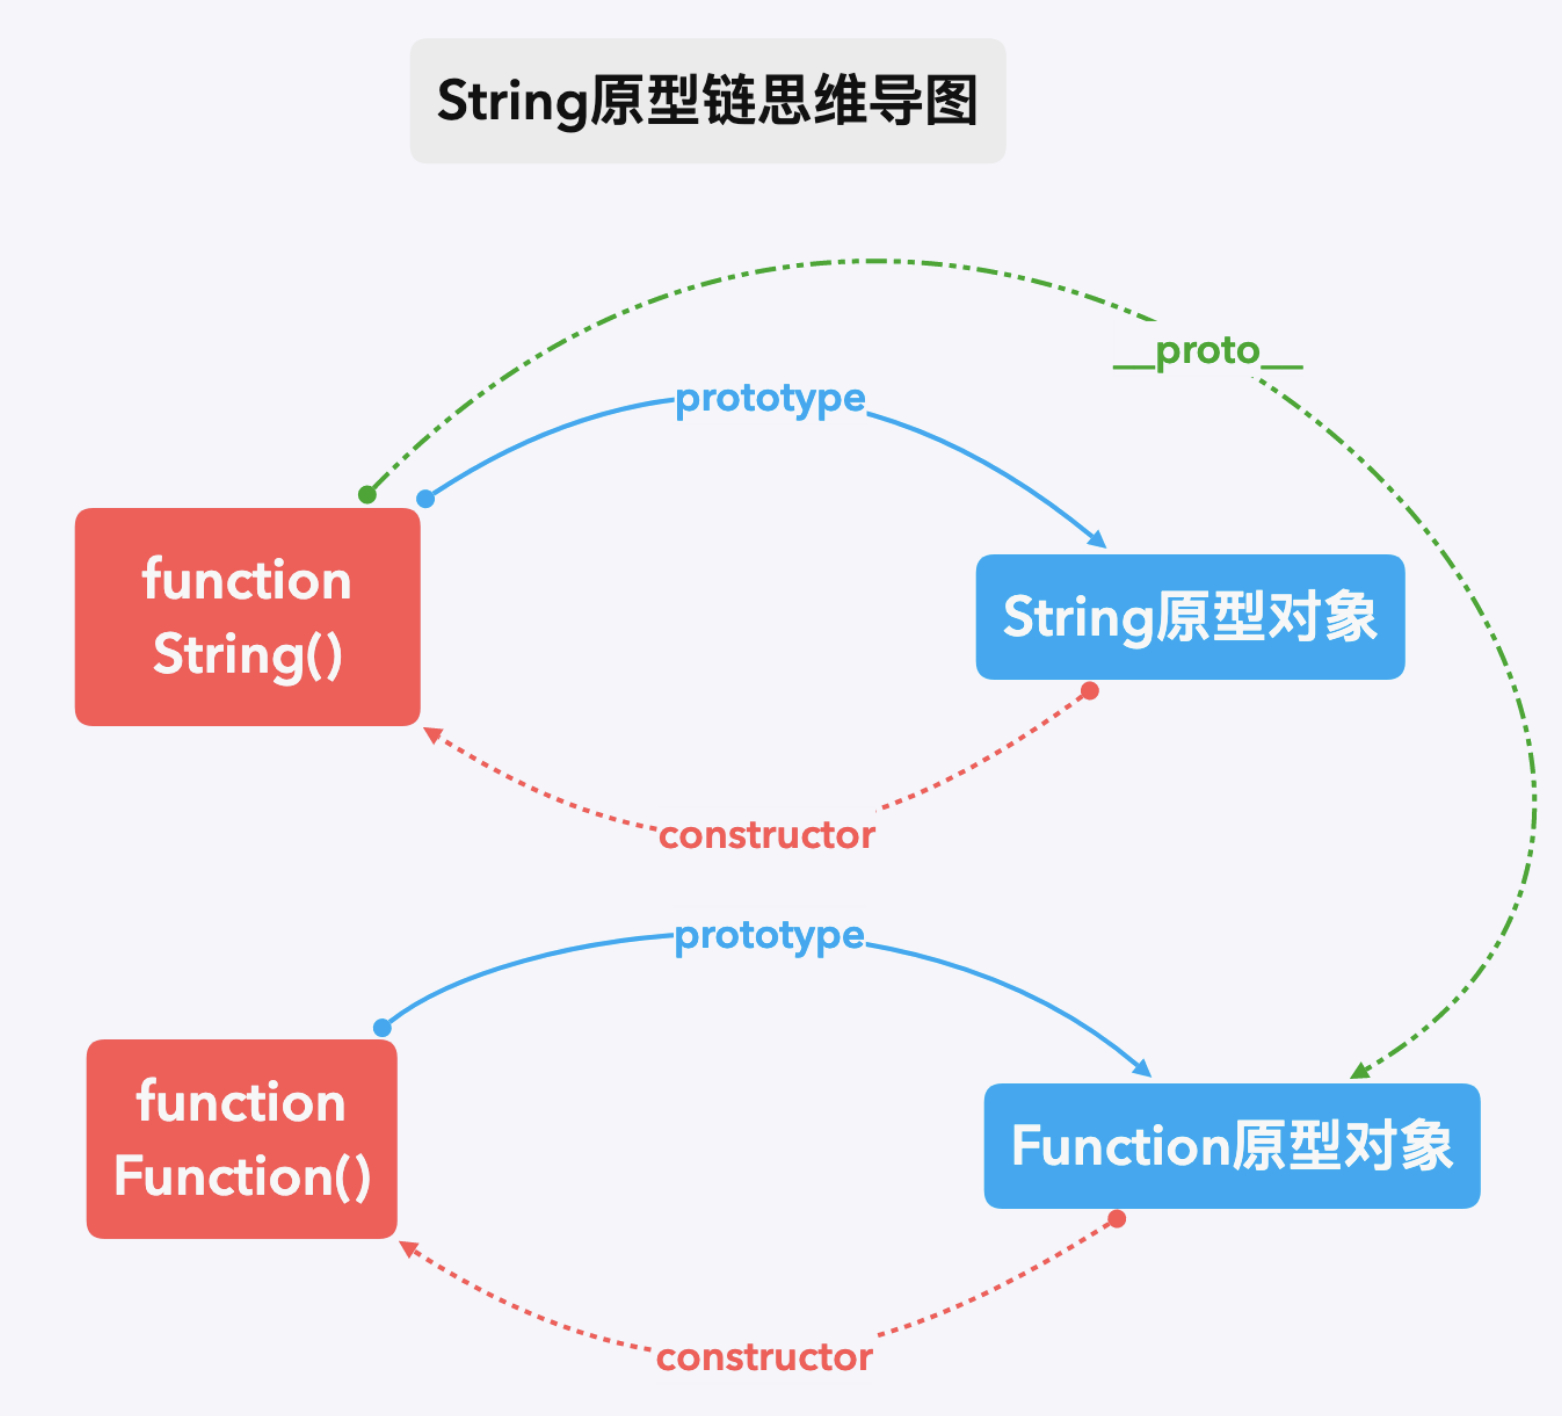 String原型链思维导图
__proto__
prototype
function
String()
String原型对象
constructor
prototype
function
Function()
Function原型对象
constructor